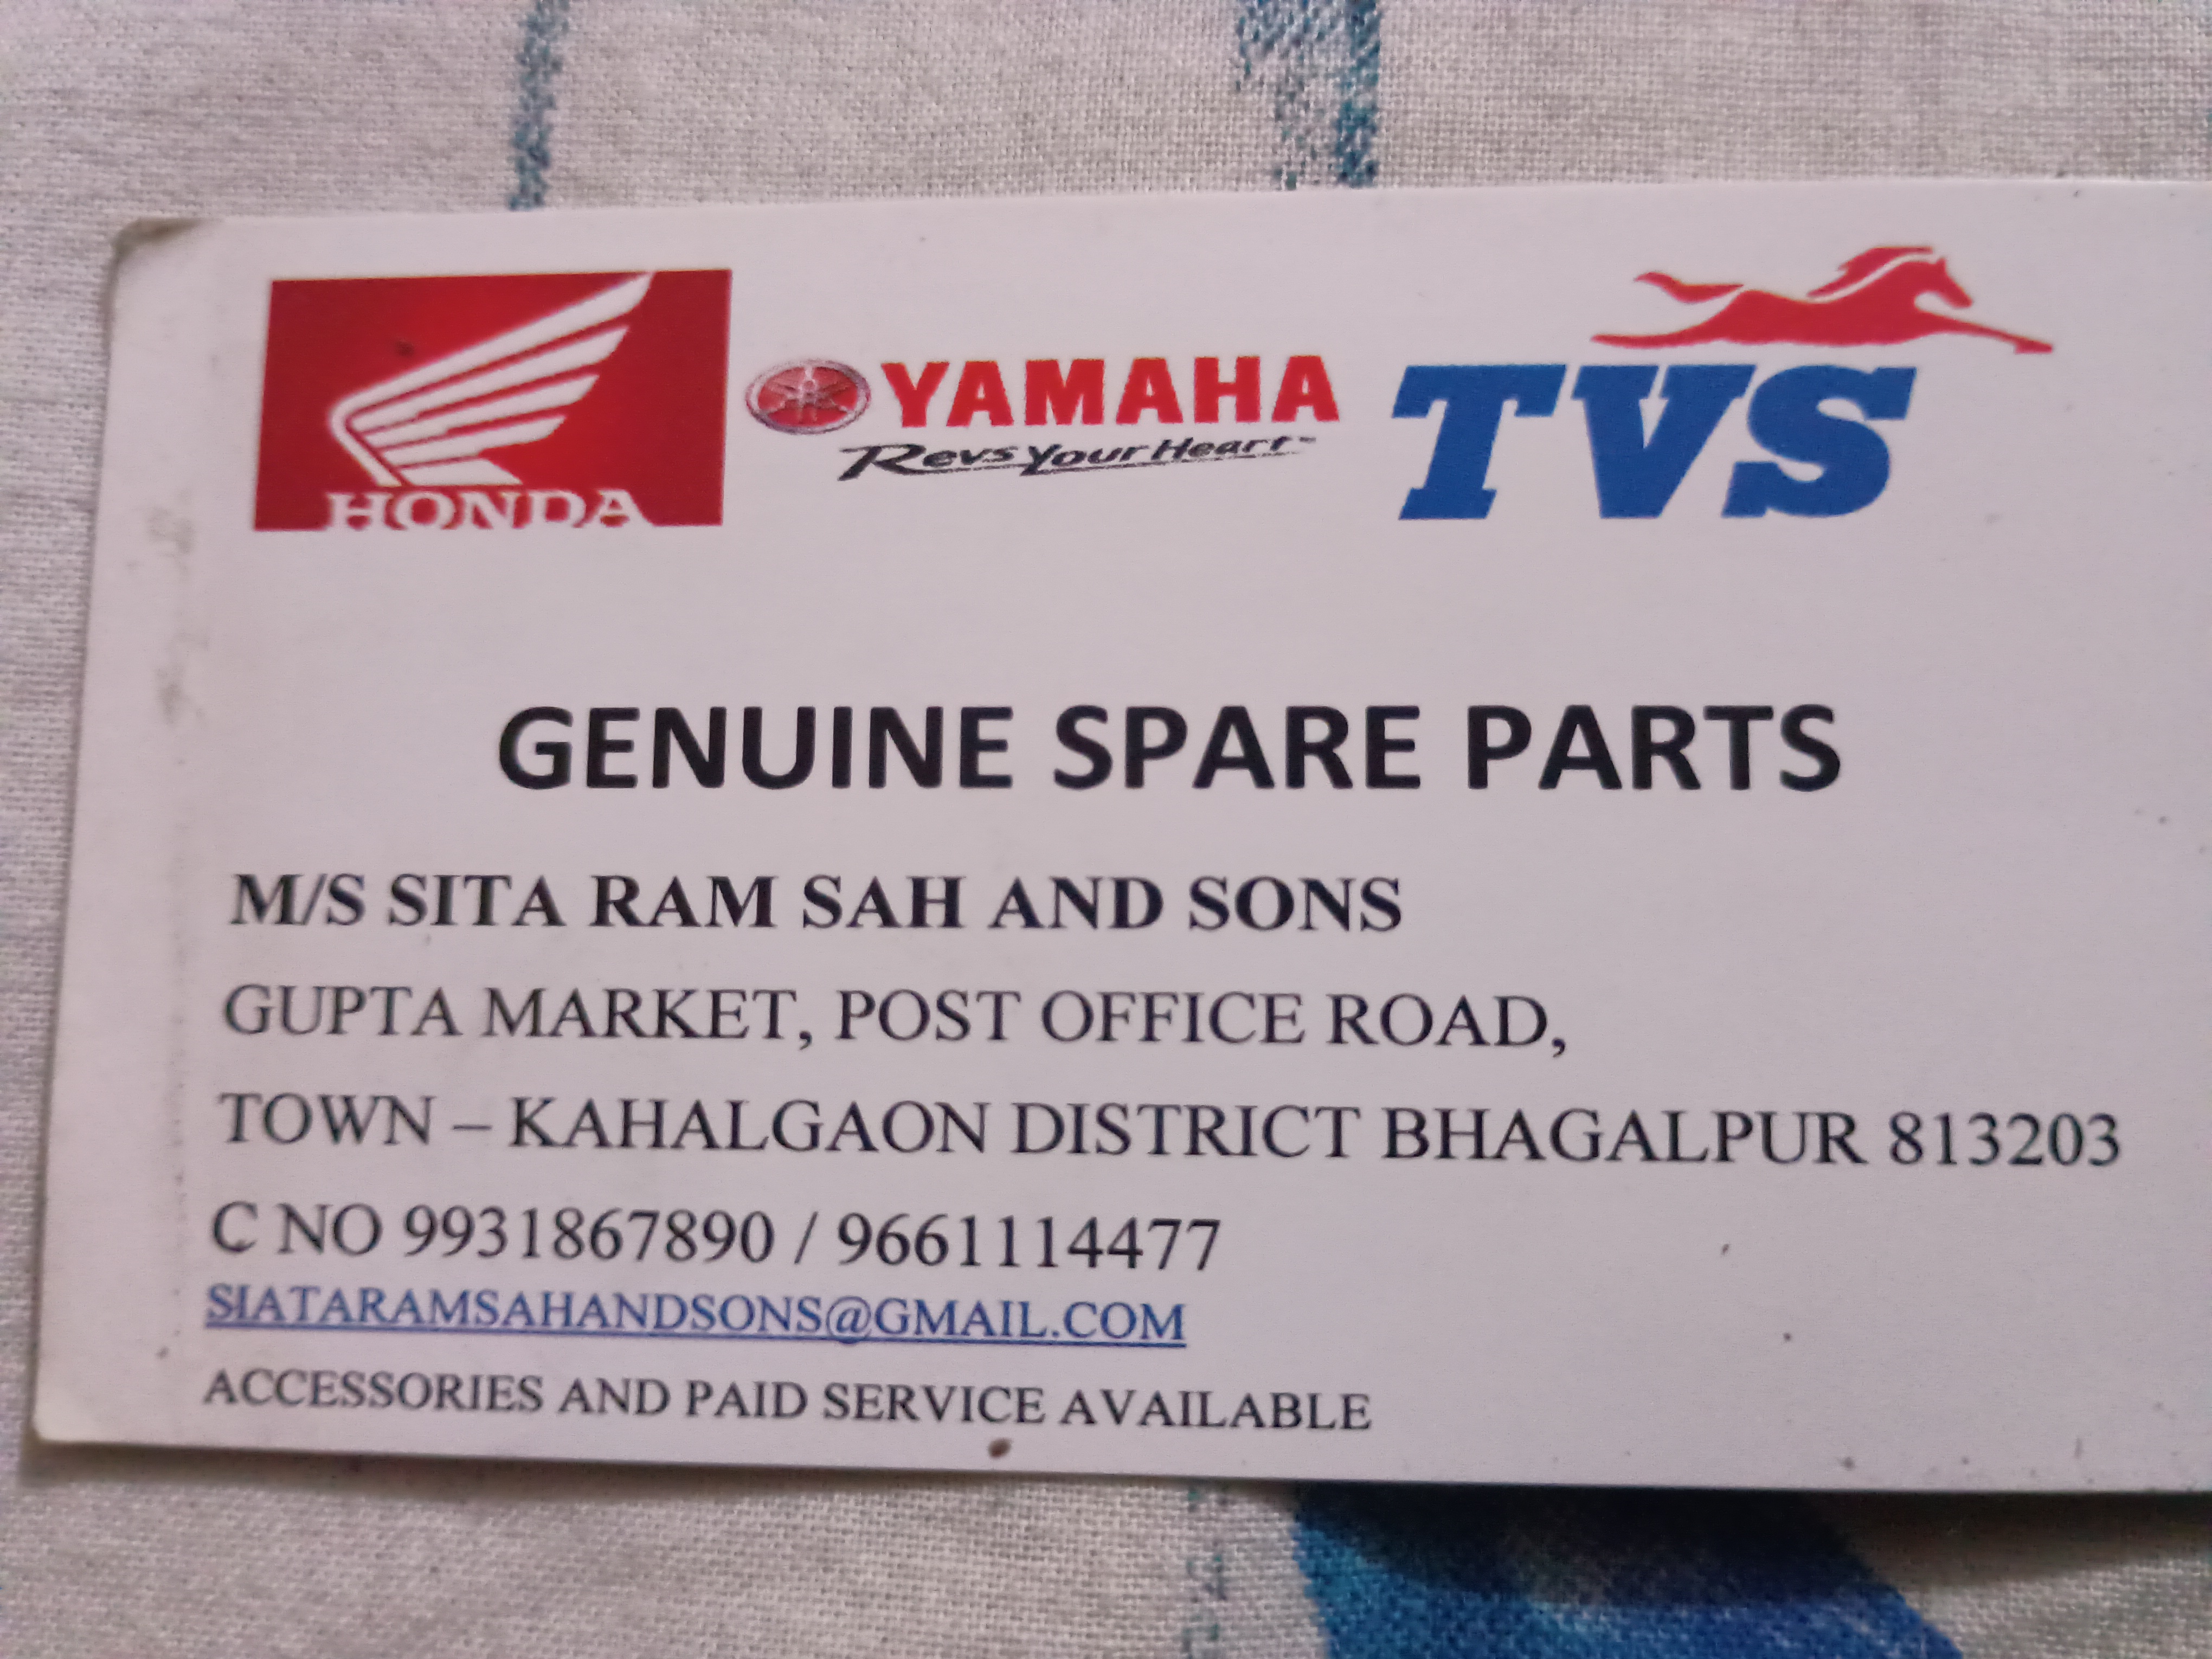 HONDA
YAMAHA
Revs Your Heart™
TVS
GENUINE SPARE PARTS
M/S SITA RAM SAH AND SONS
GUPTA MARKET, POST OFFICE ROAD,
TOWN – KAHALGAON DISTRICT BHAGALPUR 813203
C NO 9931867890 / 9661114477
SIATARAMSAHANDSONS@GMAIL.COM
ACCESSORIES AND PAID SERVICE AVAILABLE